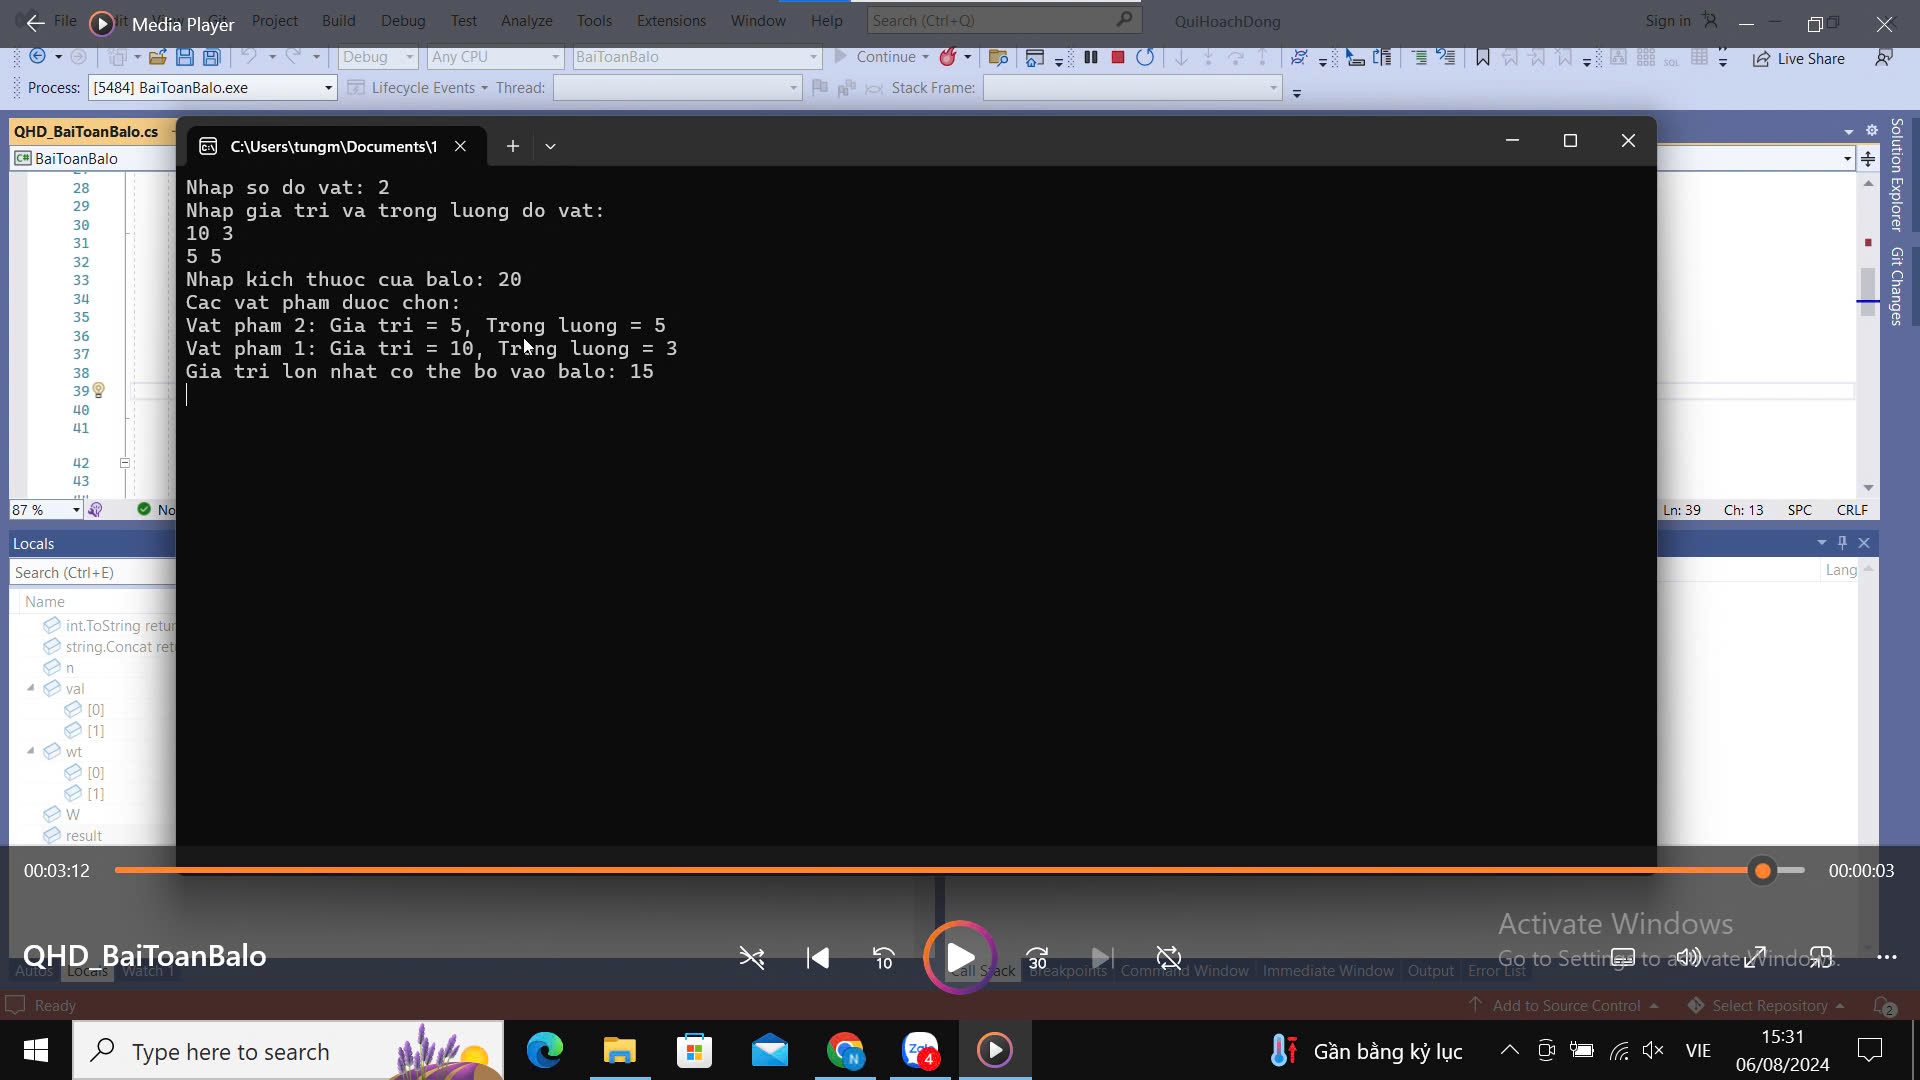 File Edit View Git Project Build Debug Test Analyze Tools Extensions Window Help Search (Ctrl+Q) QuiHoachDong Sign in
Media Player
Debug Any CPU BaiToanBalo Continue Live Share
Process: [5484] BaiToanBalo.exe Lifecycle Events Thread: Stack Frame:
QHD_BaiToanBalo.cs
BaiToanBalo
C:\Users\tungm\Documents\1
Nhap so do vat: 2
Nhap gia tri va trong luong do vat:
10 3
5 5
Nhap kich thuoc cua balo: 20
Cac vat pham duoc chon:
Vat pham 2: Gia tri = 5, Trong luong = 5
Vat pham 1: Gia tri = 10, Trong luong = 3
Gia tri lon nhat co the bo vao balo: 15
28
29
30
31
32
33
34
35
36
37
38
39
40
41
42
43
Solution Explorer
Git Changes
87 % No
Ln: 39 Ch: 13 SPC CRLF
Locals
Search (Ctrl+E)
Lang
Name
int.ToString retur
string.Concat ret
n
val
[0]
[1]
wt
[0]
[1]
W
result
00:03:12 00:00:03
QHD_BaiToanBalo
10
30
Activate Windows
Go to Settings to activate Windows.
Autos Locals Watch 1
Call Stack Breakpoints Command Window Immediate Window Output Error List
Ready
Add to Source Control Select Repository 2
Type here to search
N
Zalo
4
Gần bằng kỷ lục
VIE
15:31
06/08/2024